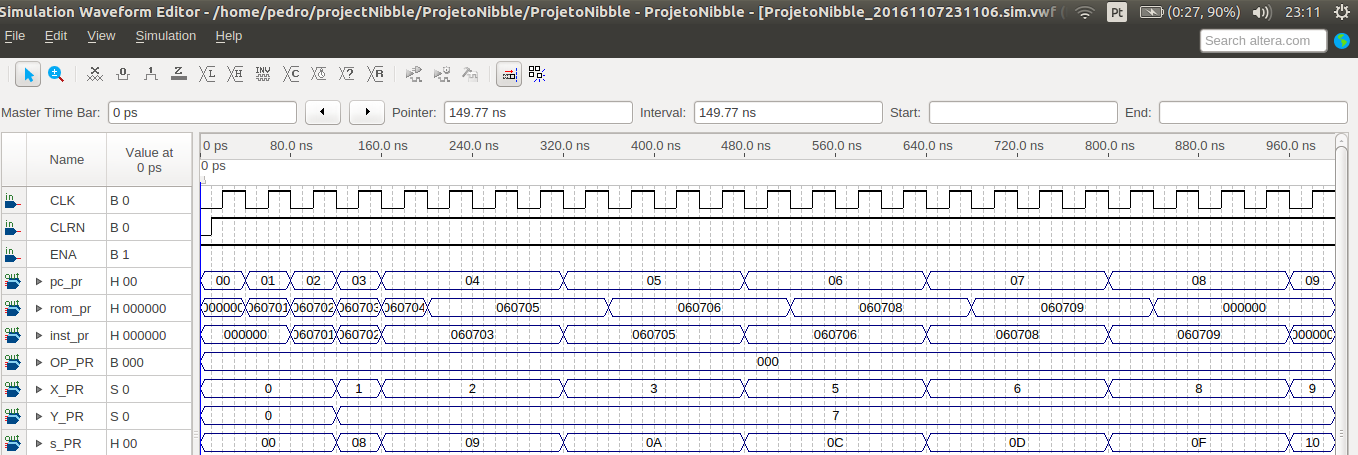 Simulation Waveform Editor - /home/pedro/projectNibble/ProjetoNibble/ProjetoNibble - ProjetoNibble - [ProjetoNibble_20161107231106.sim.vwf ( Pt (0:27, 90%) 23:11
File Edit View Simulation Help Search altera.com
Master Time Bar: 0 ps Pointer: 149.77 ns Interval: 149.77 ns Start: End:
Name Value at 0 ps 0 ps 80.0 ns 160.0 ns 240.0 ns 320.0 ns 400.0 ns 480.0 ns 560.0 ns 640.0 ns 720.0 ns 800.0 ns 880.0 ns 960.0 ns
0 ps
in CLK B 0
in CLRN B 0
in ENA B 1
out pc_pr H 00 00 01 02 03 04 05 06 07 08 09
out rom_pr H 000000 000000 060701 060702 060703 060704 060705 060706 060708 060709 000000
out inst_pr H 000000 000000 060701 060702 060703 060705 060706 060708 060709 000000
out OP_PR B 000 000
out X_PR S 0 0 1 2 3 5 6 8 9
out Y_PR S 0 0 7
out s_PR H 00 00 08 09 0A 0C 0D 0F 10